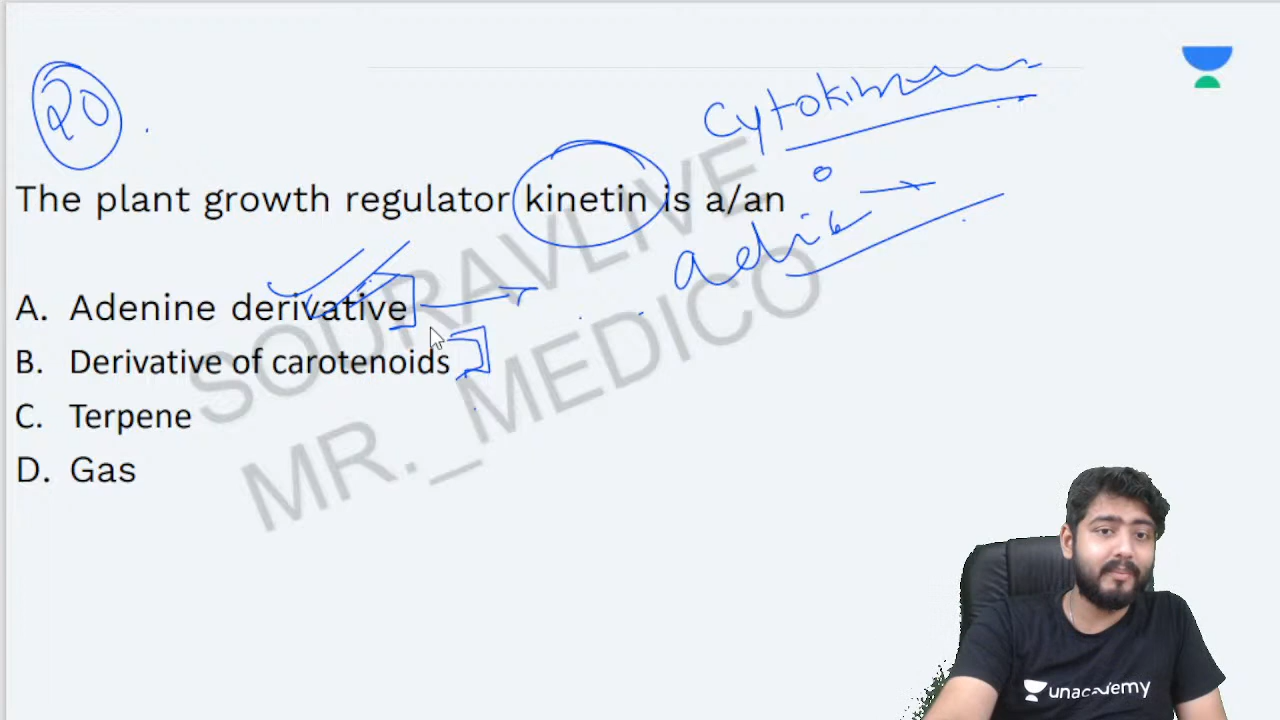 20
Cytokinin
The plant growth regulator kinetin is a/an
A. Adenine derivative
B. Derivative of carotenoids
C. Terpene
D. Gas
SOURAVLIVE
MR._MEDICO
unacademy